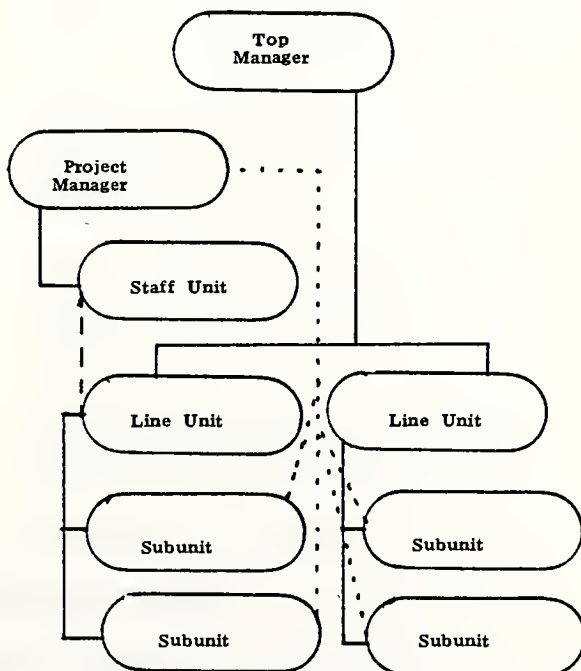 Top
Manager
Project
Manager
Staff Unit
Line Unit
Line Unit
Subunit
Subunit
Subunit
Subunit